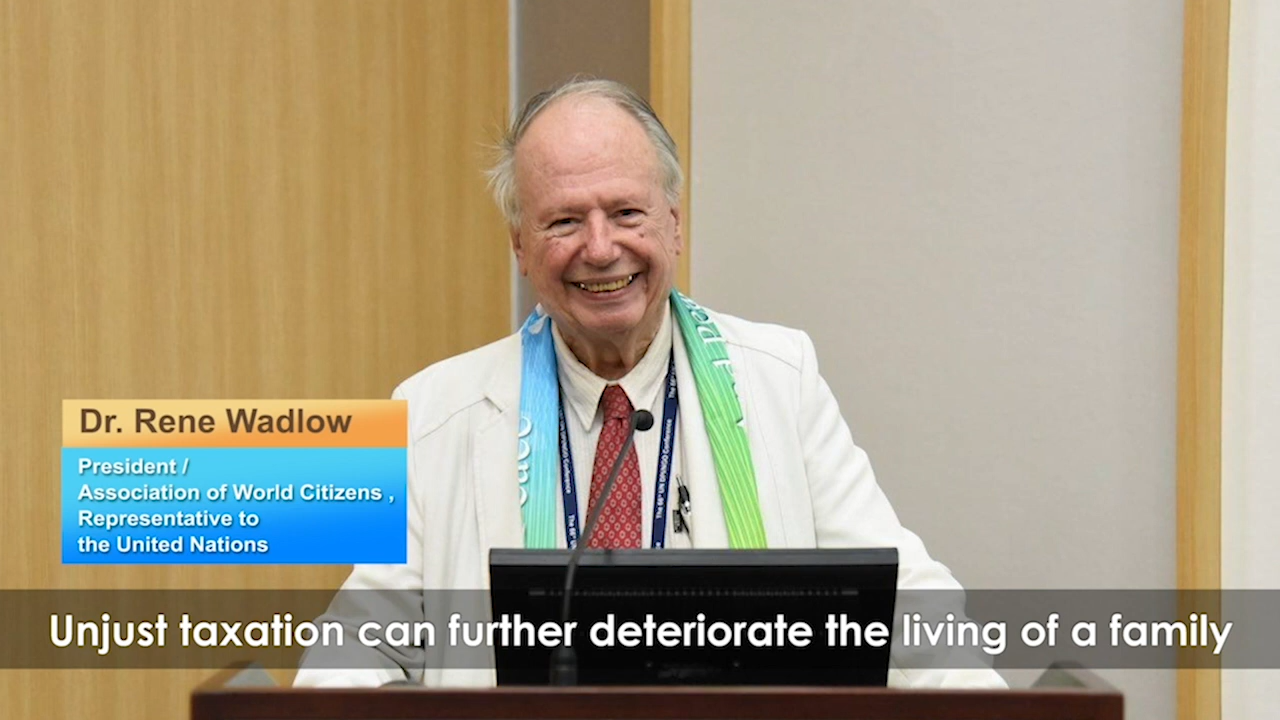 Dr. Rene Wadlow
President /
Association of World Citizens ,
Representative to
the United Nations
Unjust taxation can further deteriorate the living of a family